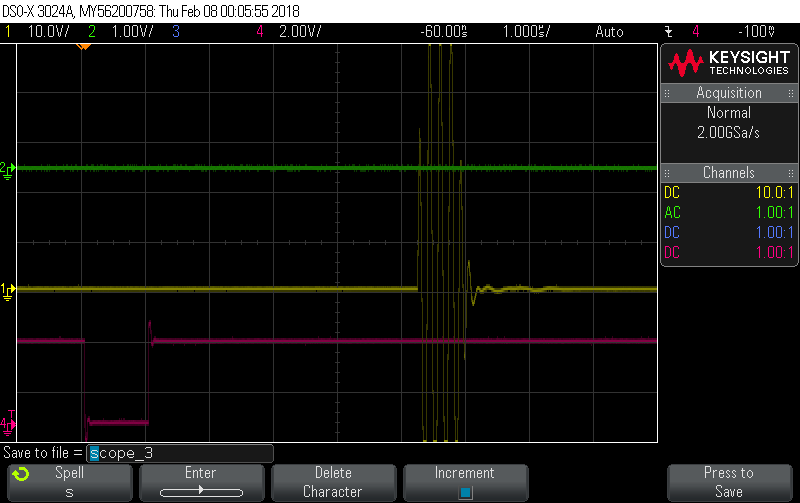 DSO-X 3024A, MY56200758: Thu Feb 08 00:05:55 2018
1 10.0V/ 2 1.00V/ 3 4 2.00V/ -60.00ns 1.000s/ Auto 4 -100mV
KEYSIGHT
TECHNOLOGIES
Acquisition
Normal
2.00GSa/s
Channels
DC 10.0:1
AC 1.00:1
DC 1.00:1
DC 1.00:1
2
1
T
4
Save to file = scope_3
Spell
s
Enter
Delete
Character
Increment
Press to
Save